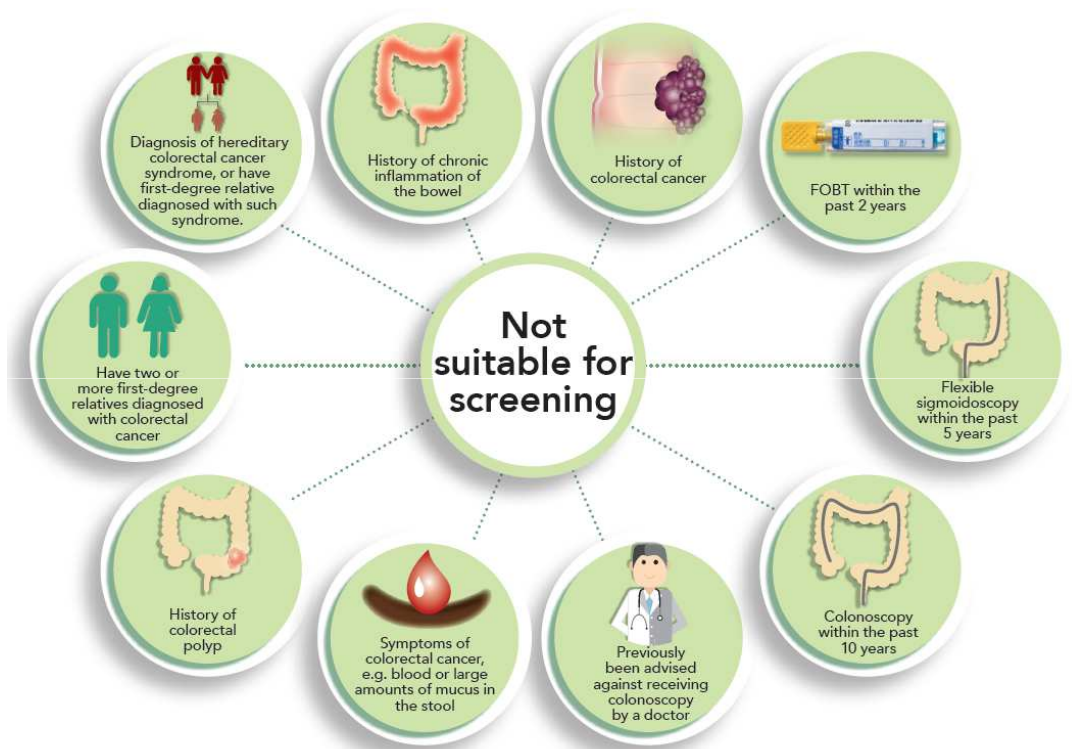 Diagnosis of hereditary
colorectal cancer
syndrome, or have
first-degree relative
diagnosed with such
syndrome.
History of chronic
inflammation of
the bowel
History of
colorectal cancer
FOBT within the
past 2 years
Have two or
more first-degree
relatives diagnosed
with colorectal
cancer
Not
suitable for
screening
Flexible
sigmoidoscopy
within the past
5 years
History of
colorectal
polyp
Symptoms of
colorectal cancer,
e.g. blood or large
amounts of mucus in
the stool
Previously
been advised
against receiving
colonoscopy
by a doctor
Colonoscopy
within the past
10 years